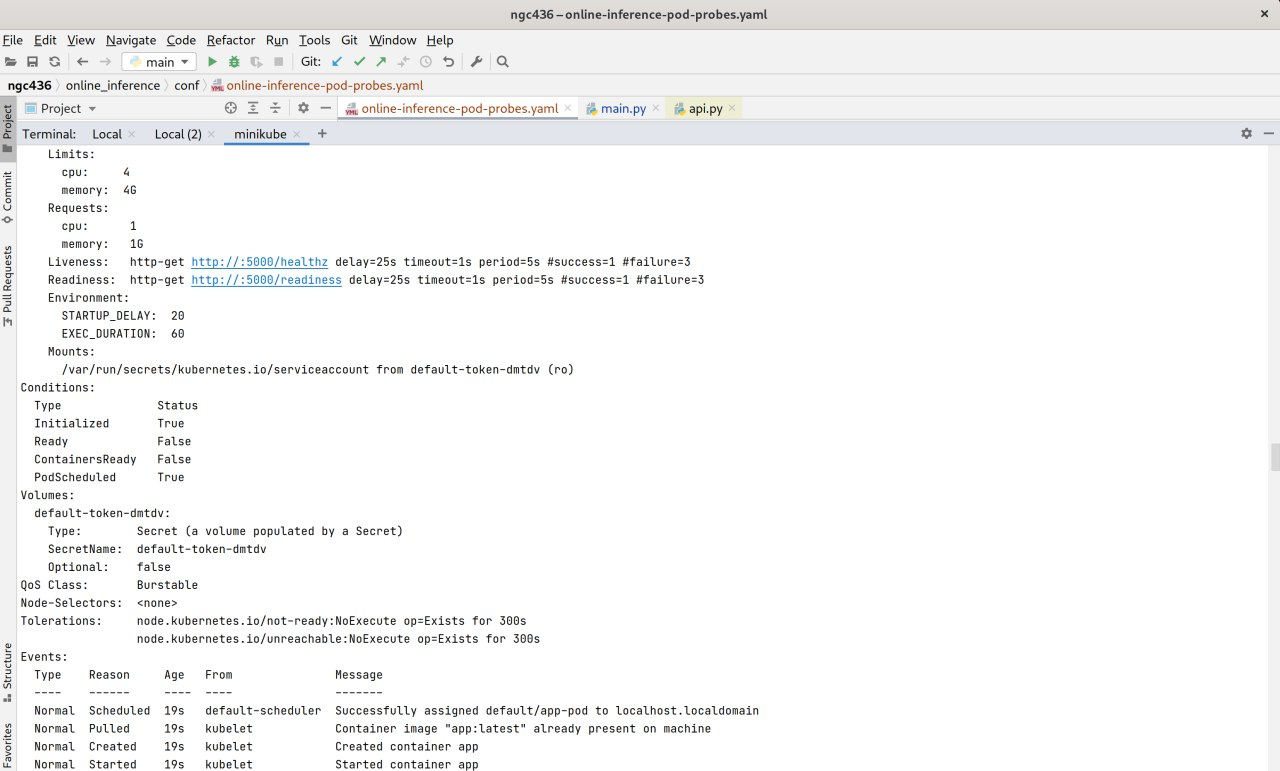 ngc436 – online-inference-pod-probes.yaml
File Edit View Navigate Code Refactor Run Tools Git Window Help
main Git:
ngc436 online_inference conf online-inference-pod-probes.yaml
Project online-inference-pod-probes.yaml main.py api.py
Terminal: Local Local (2) minikube +
Project
Commit
Pull Requests
Structure
Favorites
Limits:
cpu: 4
memory: 4G
Requests:
cpu: 1
memory: 1G
Liveness: http-get http://:5000/healthz delay=25s timeout=1s period=5s #success=1 #failure=3
Readiness: http-get http://:5000/readiness delay=25s timeout=1s period=5s #success=1 #failure=3
Environment:
STARTUP_DELAY: 20
EXEC_DURATION: 60
Mounts:
/var/run/secrets/kubernetes.io/serviceaccount from default-token-dmtdv (ro)
Conditions:
Type Status
Initialized True
Ready False
ContainersReady False
PodScheduled True
Volumes:
default-token-dmtdv:
Type: Secret (a volume populated by a Secret)
SecretName: default-token-dmtdv
Optional: false
QoS Class: Burstable
Node-Selectors: <none>
Tolerations: node.kubernetes.io/not-ready:NoExecute op=Exists for 300s
node.kubernetes.io/unreachable:NoExecute op=Exists for 300s
Events:
Type Reason Age From Message
---- ------ ---- ---- -------
Normal Scheduled 19s default-scheduler Successfully assigned default/app-pod to localhost.localdomain
Normal Pulled 19s kubelet Container image "app:latest" already present on machine
Normal Created 19s kubelet Created container app
Normal Started 19s kubelet Started container app